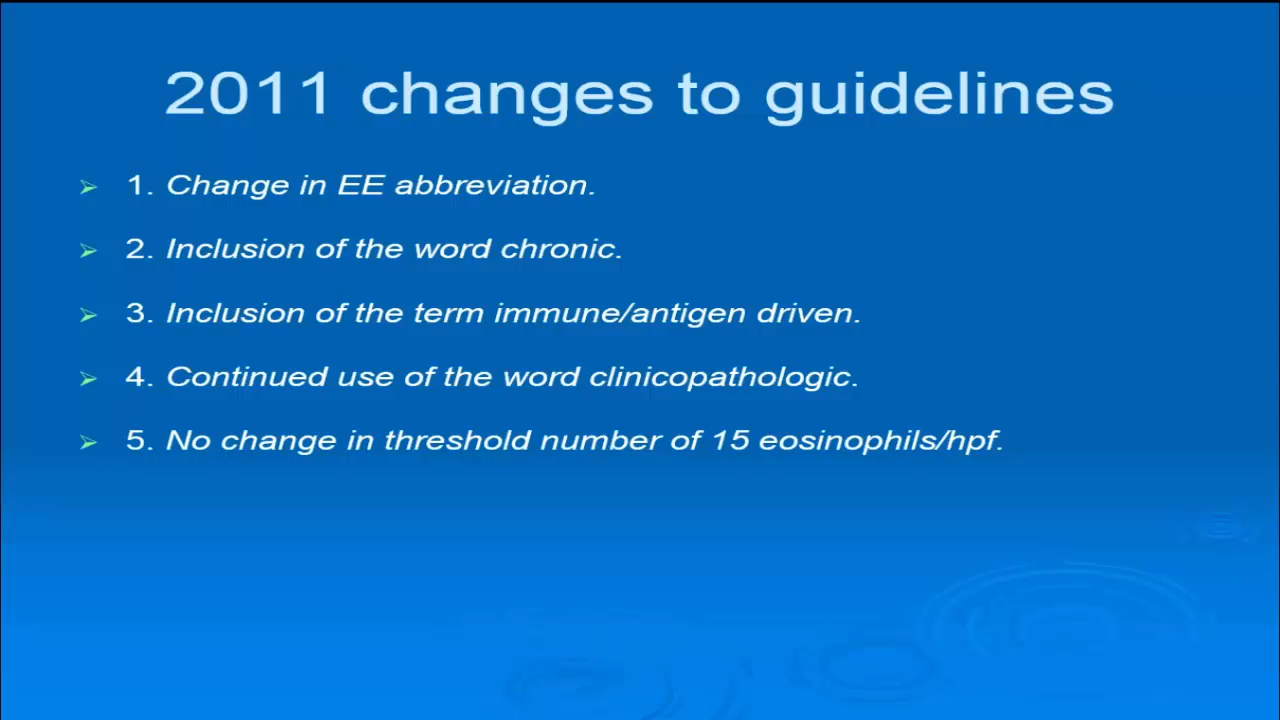 2011 changes to guidelines
1. Change in EE abbreviation.
2. Inclusion of the word chronic.
3. Inclusion of the term immune/antigen driven.
4. Continued use of the word clinicopathologic.
5. No change in threshold number of 15 eosinophils/hpf.